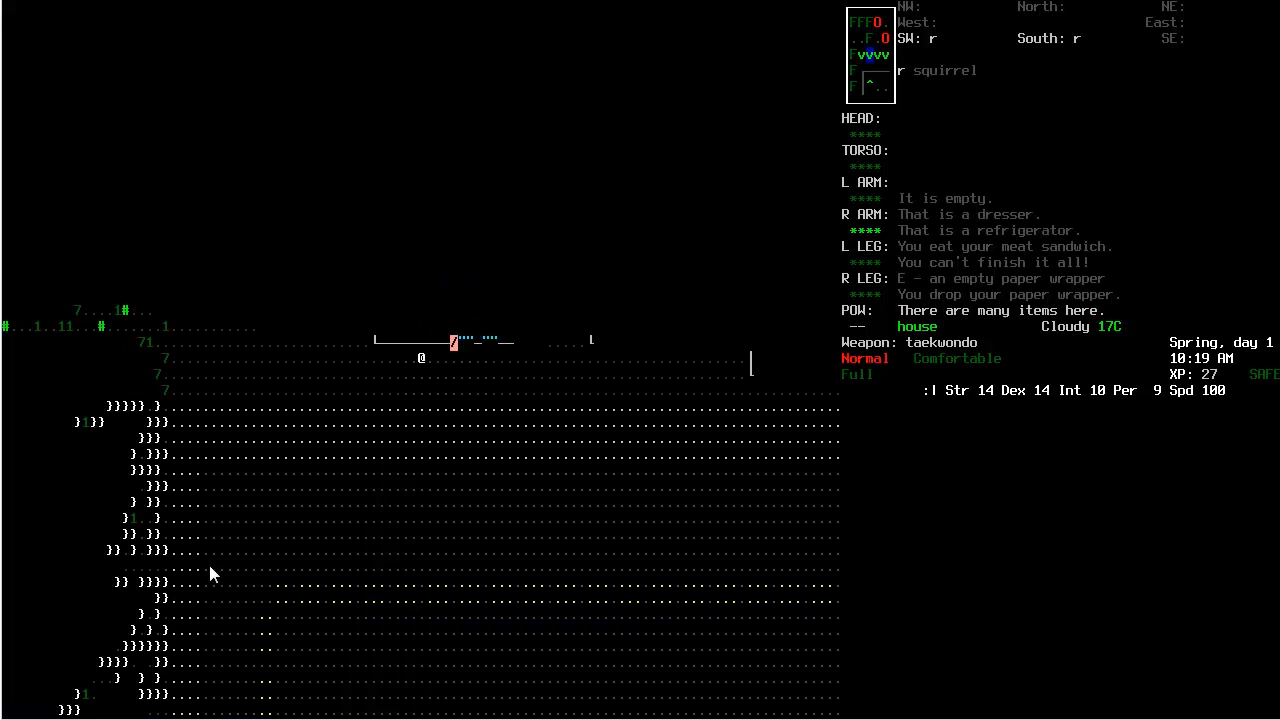 NW: North: NE:
West: East:
SW: r South: r SE:
r squirrel
HEAD:
****
TORSO:
****
L ARM:
**** It is empty.
R ARM: That is a dresser.
**** That is a refrigerator.
L LEG: You eat your meat sandwich.
**** You can't finish it all!
R LEG: E - an empty paper wrapper
**** You drop your paper wrapper.
POW: There are many items here.
-- house Cloudy 17C
Weapon: taekwondo Spring, day 1
Normal Comfortable 10:19 AM
Full XP: 27 SAFE
:| Str 14 Dex 14 Int 10 Per 9 Spd 100